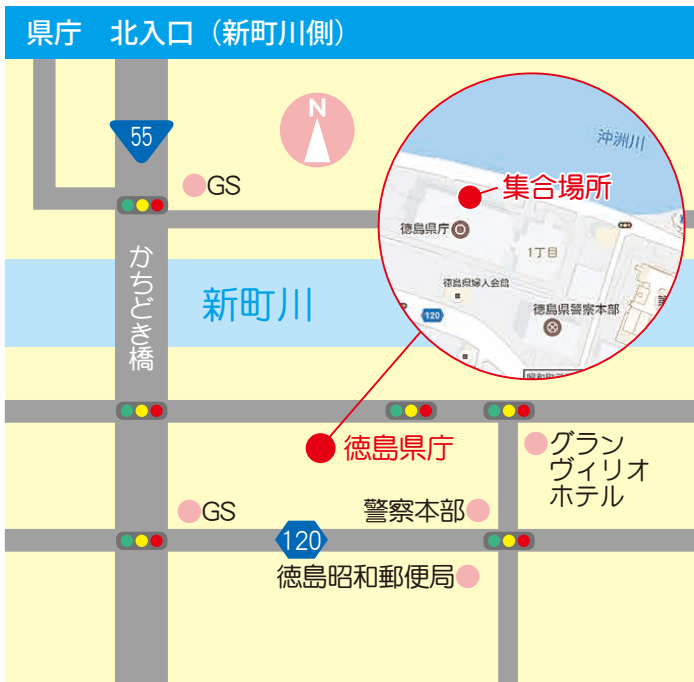 県庁　北入口（新町川側）
55
N
GS
沖洲川
集合場所
徳島県庁
1丁目
徳島県婦人会館
120
徳島県警察本部
かちどき橋
新町川
徳島県庁
グラン
ヴィリオ
ホテル
GS
警察本部
120
徳島昭和郵便局